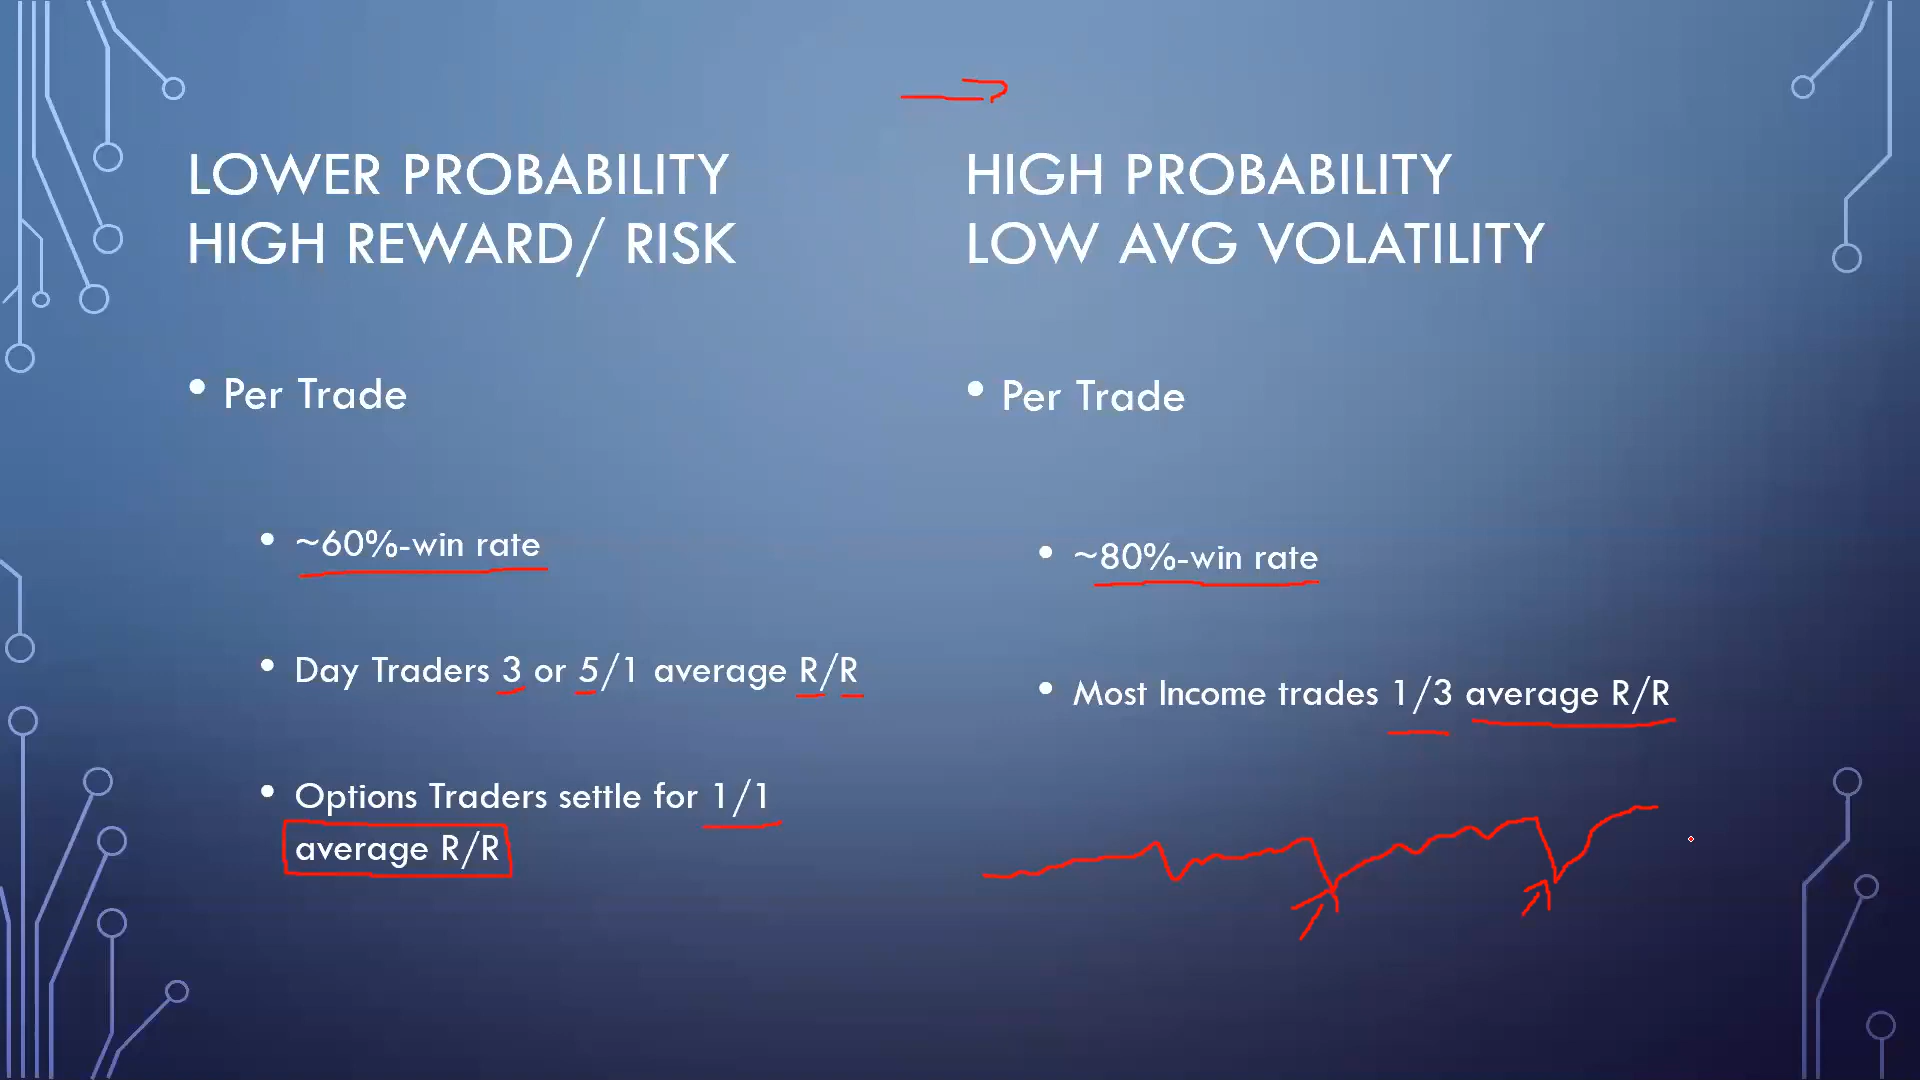 LOWER PROBABILITY
HIGH REWARD/ RISK
• Per Trade
• ~60%-win rate
• Day Traders 3 or 5/1 average R/R
• Options Traders settle for 1/1
average R/R
HIGH PROBABILITY
LOW AVG VOLATILITY
• Per Trade
• ~80%-win rate
• Most Income trades 1/3 average R/R